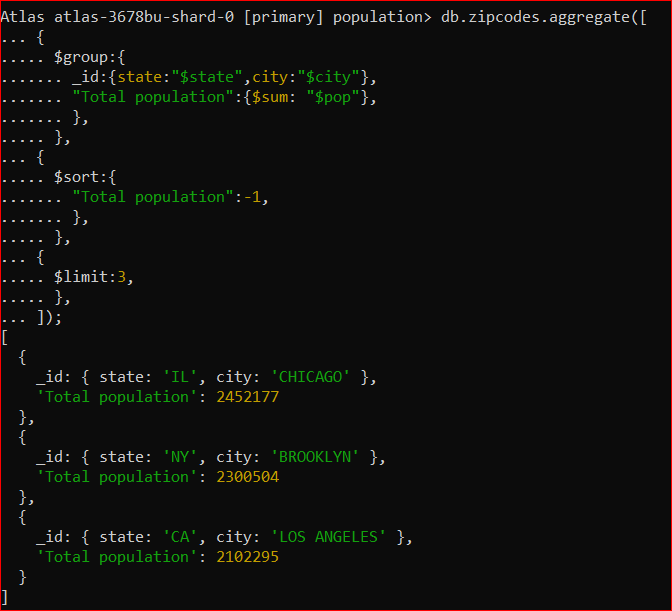 Atlas atlas-3678bu-shard-0 [primary] population> db.zipcodes.aggregate([
... {
..... $group:{
....... _id:{state:"$state",city:"$city"},
....... "Total population":{$sum: "$pop"},
....... },
..... },
... {
..... $sort:{
....... "Total population":-1,
....... },
..... },
... {
..... $limit:3,
..... },
... ]);
[
  {
    _id: { state: 'IL', city: 'CHICAGO' },
    'Total population': 2452177
  },
  {
    _id: { state: 'NY', city: 'BROOKLYN' },
    'Total population': 2300504
  },
  {
    _id: { state: 'CA', city: 'LOS ANGELES' },
    'Total population': 2102295
  }
]